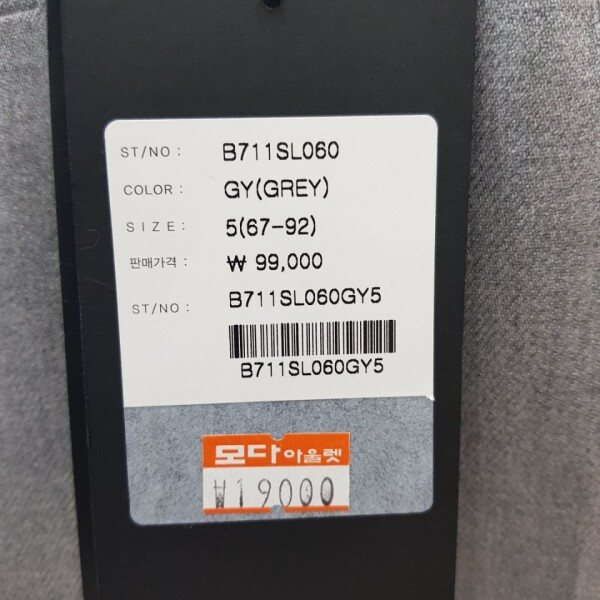 ST/NO : B711SL060
COLOR : GY(GREY)
SIZE : 5(67-92)
판매가격 : ₩ 99,000
ST/NO : B711SL060GY5
B711SL060GY5
모다아울렛
₩19000